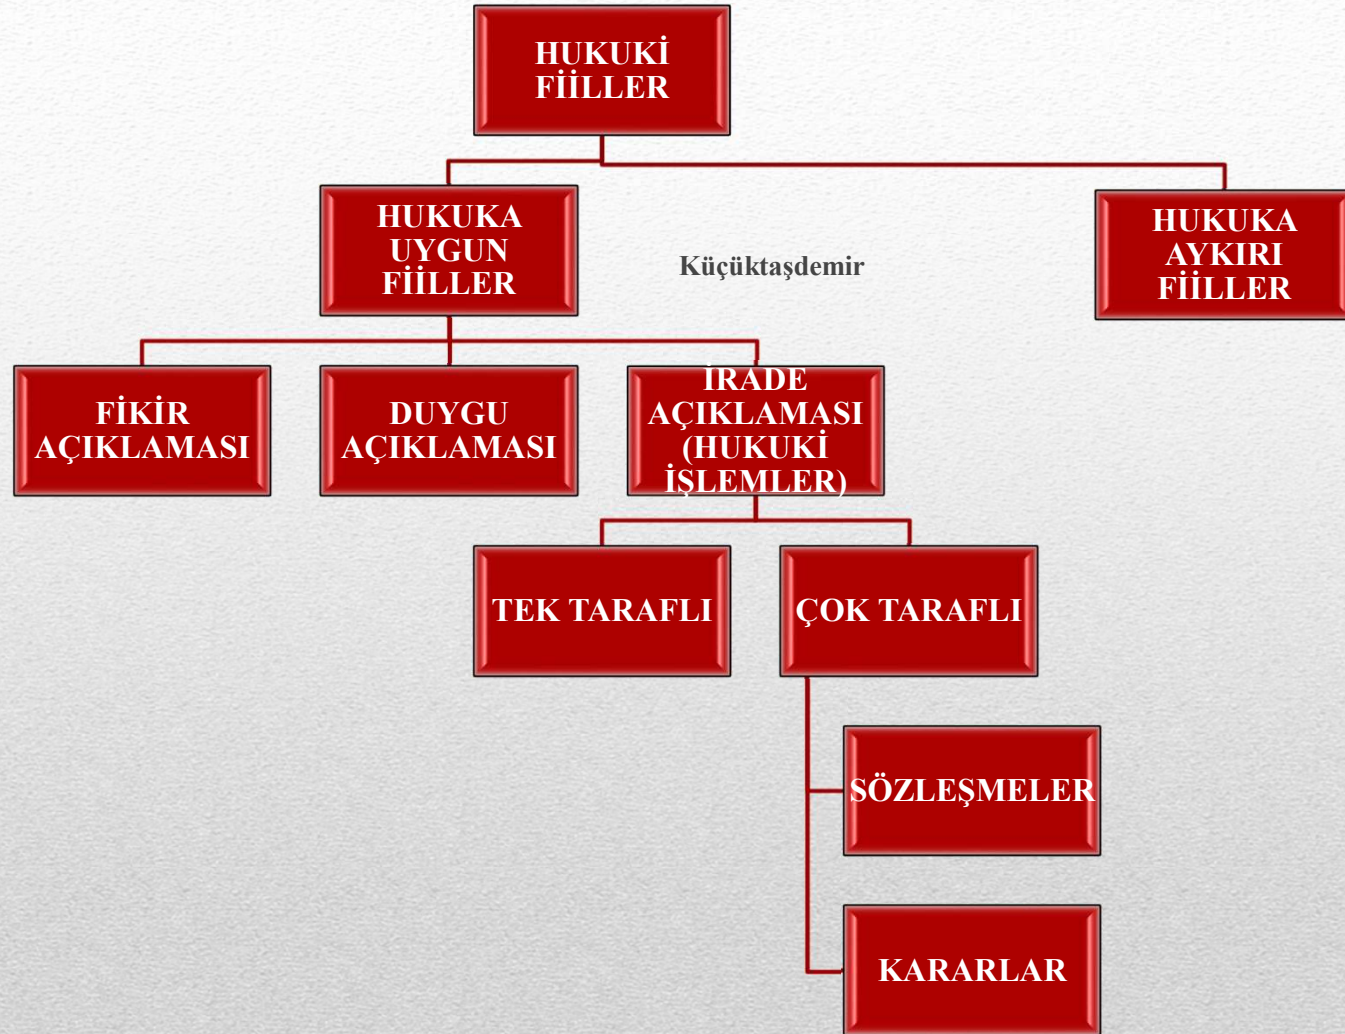 HUKUKİ
FİİLLER
HUKUKA
UYGUN
FİİLLER
Küçüktaşdemir
HUKUKA
AYKIRI
FİİLLER
FİKİR
AÇIKLAMASI
DUYGU
AÇIKLAMASI
İRADE
AÇIKLAMASI
(HUKUKİ
İŞLEMLER)
TEK TARAFLI
ÇOK TARAFLI
SÖZLEŞMELER
KARARLAR